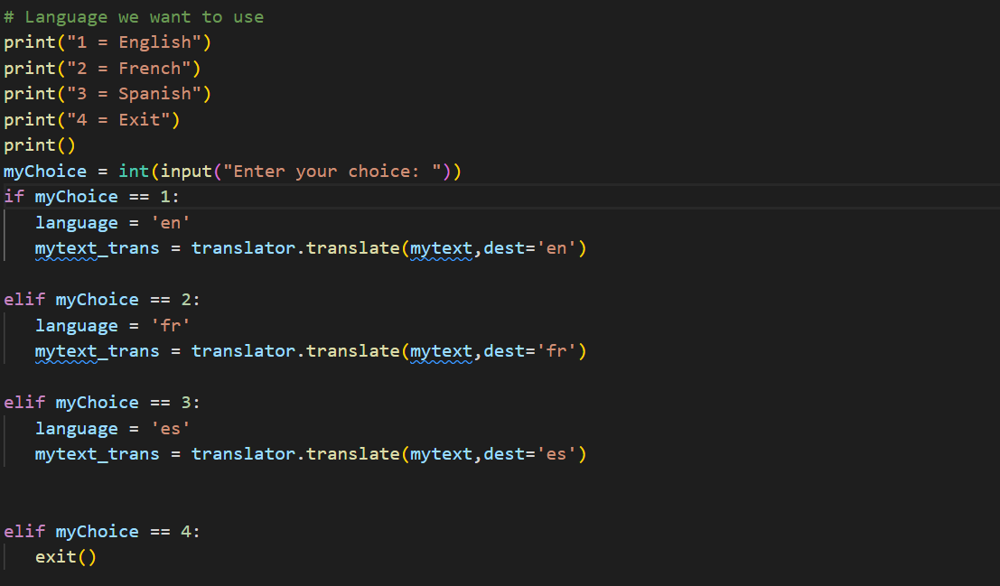 # Language we want to use
print("1 = English")
print("2 = French")
print("3 = Spanish")
print("4 = Exit")
print()
myChoice = int(input("Enter your choice: "))
if myChoice == 1:
   language = 'en'
   mytext_trans = translator.translate(mytext,dest='en')
elif myChoice == 2:
   language = 'fr'
   mytext_trans = translator.translate(mytext,dest='fr')
elif myChoice == 3:
   language = 'es'
   mytext_trans = translator.translate(mytext,dest='es')
elif myChoice == 4:
   exit()